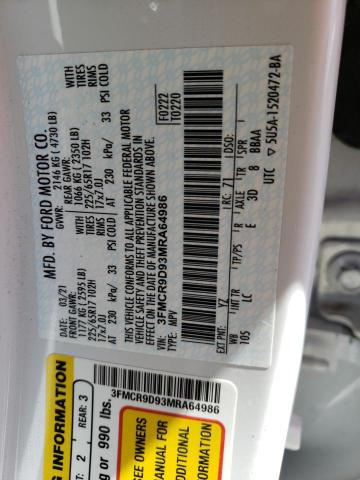 MFD. BY FORD MOTOR CO.
DATE: 03/21
GVWR: 2146 KG ( 4730 LB)
FRONT GAWR: 1177 KG ( 2595 LB)
REAR GAWR: 1066 KG ( 2350 LB)
WITH TIRES
225/65R17 102H
RIMS
17x7.0J
AT 230 kPa/ 33 PSI COLD
WITH TIRES
225/65R17 102H
RIMS
17x7.0J
AT 230 kPa/ 33 PSI COLD
THIS VEHICLE CONFORMS TO ALL APPLICABLE FEDERAL MOTOR
VEHICLE SAFETY AND THEFT PREVENTION STANDARDS IN
EFFECT ON THE DATE OF MANUFACTURE SHOWN ABOVE.
VIN: 3FMCR9D93MRA64986
TYPE: MPV
F0222
T0220
EXT PNT: YZ
RC: 71
DSO:
WB
INT TR
TP/PS
R
AXLE
TR
SPR
105
LC
E
3D
8
BBAA
UTC
5U5A-1520472-BA
3FMCR9D93MRA64986
NG INFORMATION
2
REAR: 3
g or 990 lbs.
SEE OWNERS
MANUAL FOR
ADDITIONAL